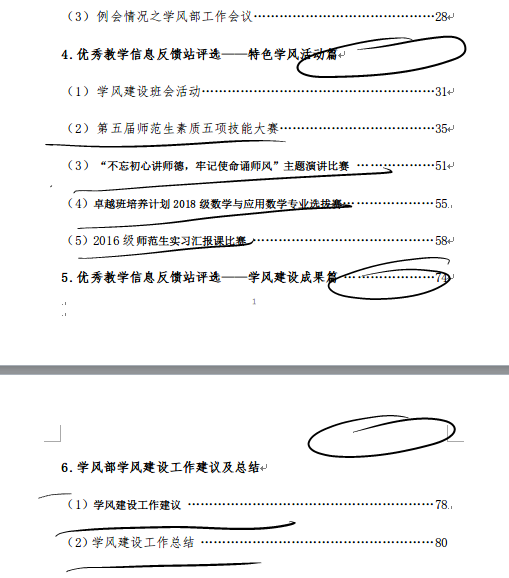 （3）例会情况之学风部工作会议……………………………………28
4. 优秀教学信息反馈站评选——特色学风活动篇
（1）学风建设班会活动………………………………………………31
（2）第五届师范生素质五项技能大赛………………………………35
（3）“不忘初心讲师德，牢记使命诵师风”主题演讲比赛 ………………51
（4）卓越班培养计划 2018 级数学与应用数学专业选拔赛………………55
（5）2016 级师范生实习汇报课比赛……………………………………58
5. 优秀教学信息反馈站评选——学风建设成果篇 …………………74
1
6. 学风部学风建设工作建议及总结
（1）学风建设工作建议 …………………………………………………78
（2）学风建设工作总结 …………………………………………………80